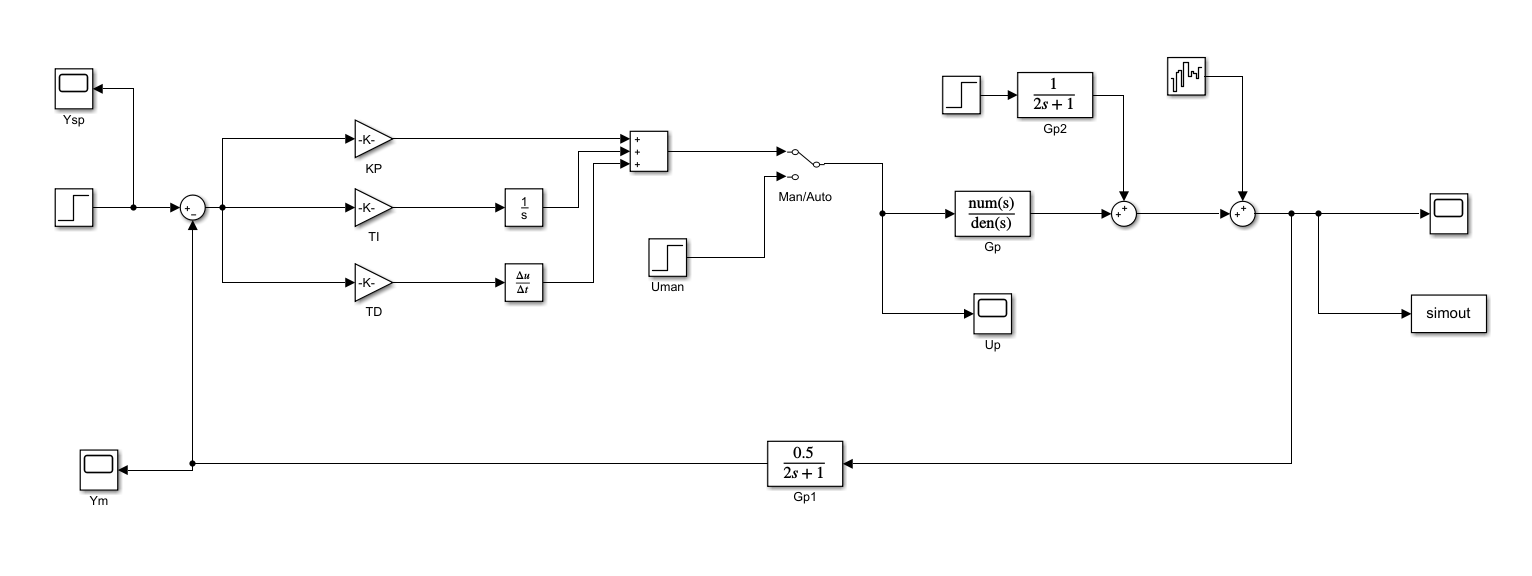 Ysp
+
−
-K-
KP
-K-
TI
-K-
TD
1
s
Δu
Δt
+
+
+
Man/Auto
Uman
1
2s + 1
Gp2
num(s)
den(s)
Gp
+
+
+
+
Up
simout
0.5
2s + 1
Gp1
Ym